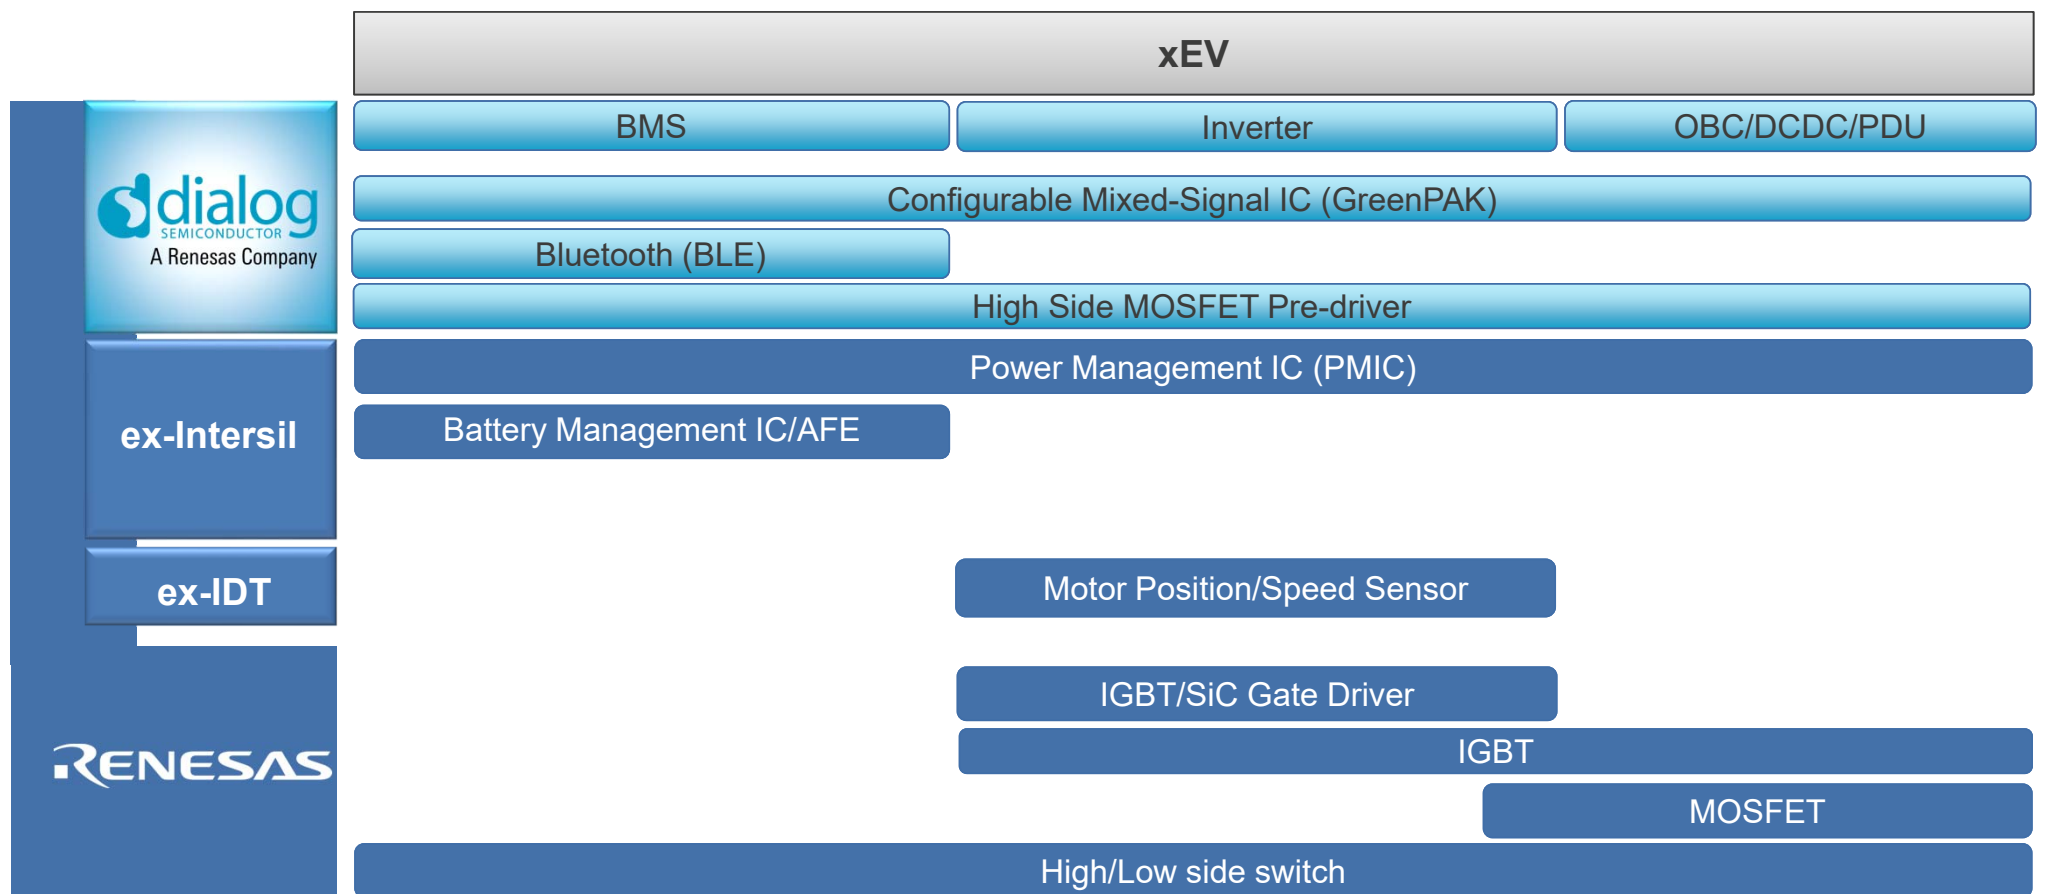 xEV
BMS
Inverter
OBC/DCDC/PDU
dialog
SEMICONDUCTOR
A Renesas Company
Configurable Mixed-Signal IC (GreenPAK)
Bluetooth (BLE)
High Side MOSFET Pre-driver
ex-Intersil
Power Management IC (PMIC)
Battery Management IC/AFE
ex-IDT
Motor Position/Speed Sensor
RENESAS
IGBT/SiC Gate Driver
IGBT
MOSFET
High/Low side switch